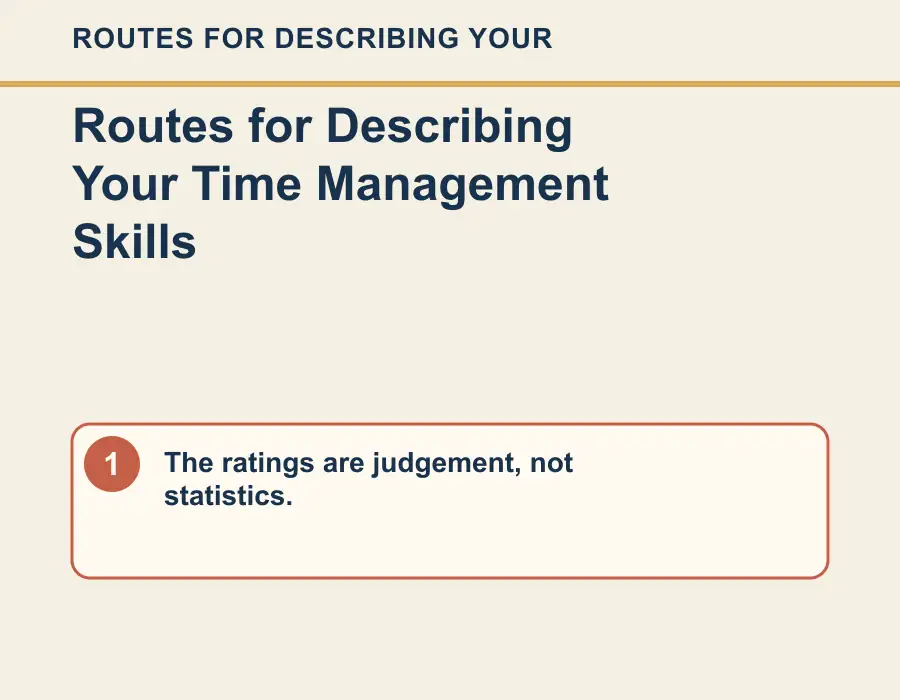 ROUTES FOR DESCRIBING YOUR
Routes for Describing
Your Time Management
Skills
1
The ratings are judgement, not
statistics.